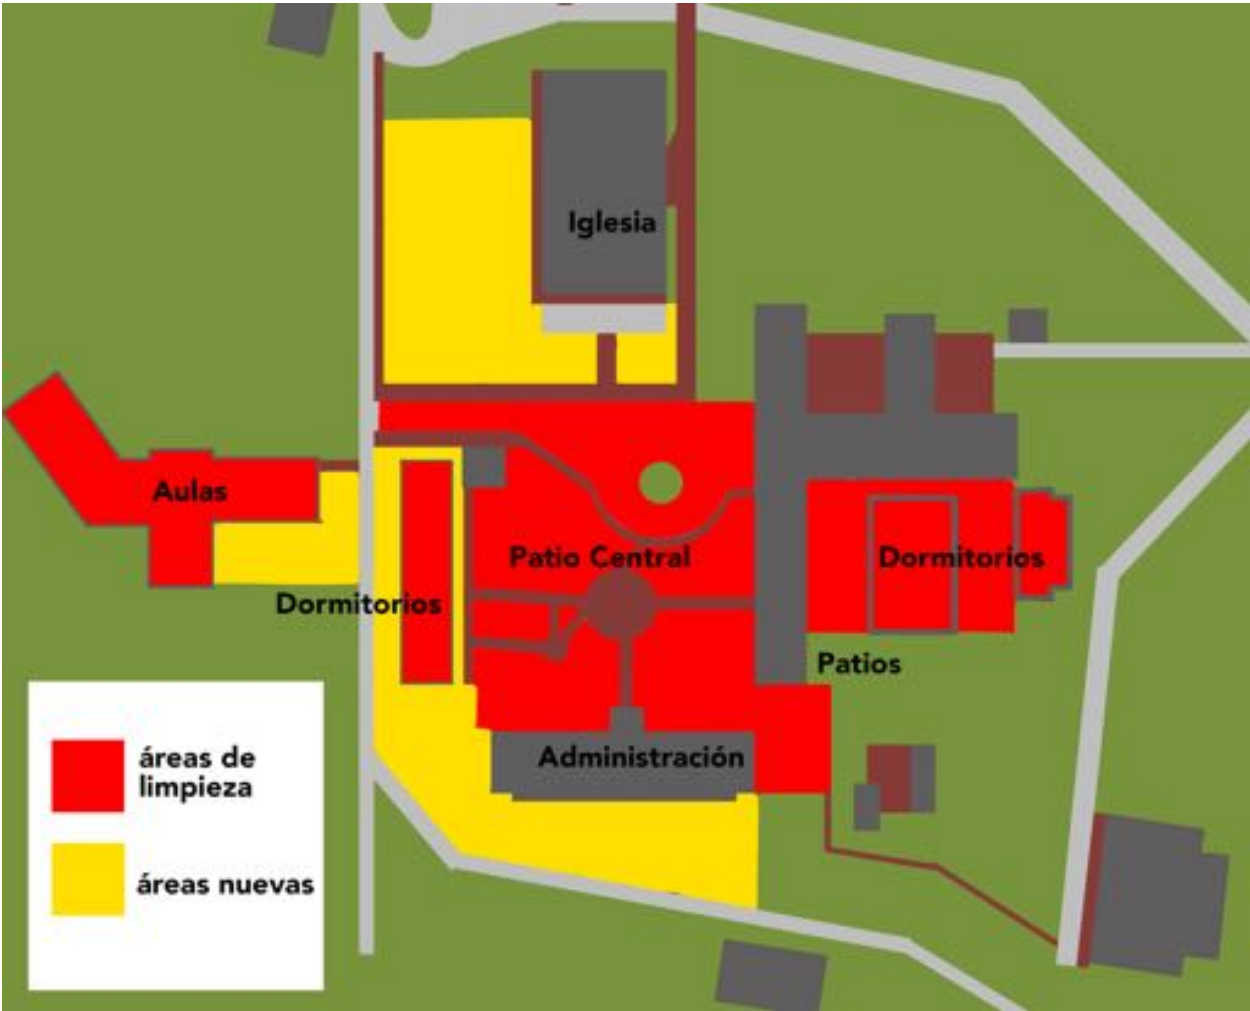 Iglesia
Aulas
Patio Central
Dormitorios
Dormitorios
Patios
Administración
áreas de
limpieza
áreas nuevas